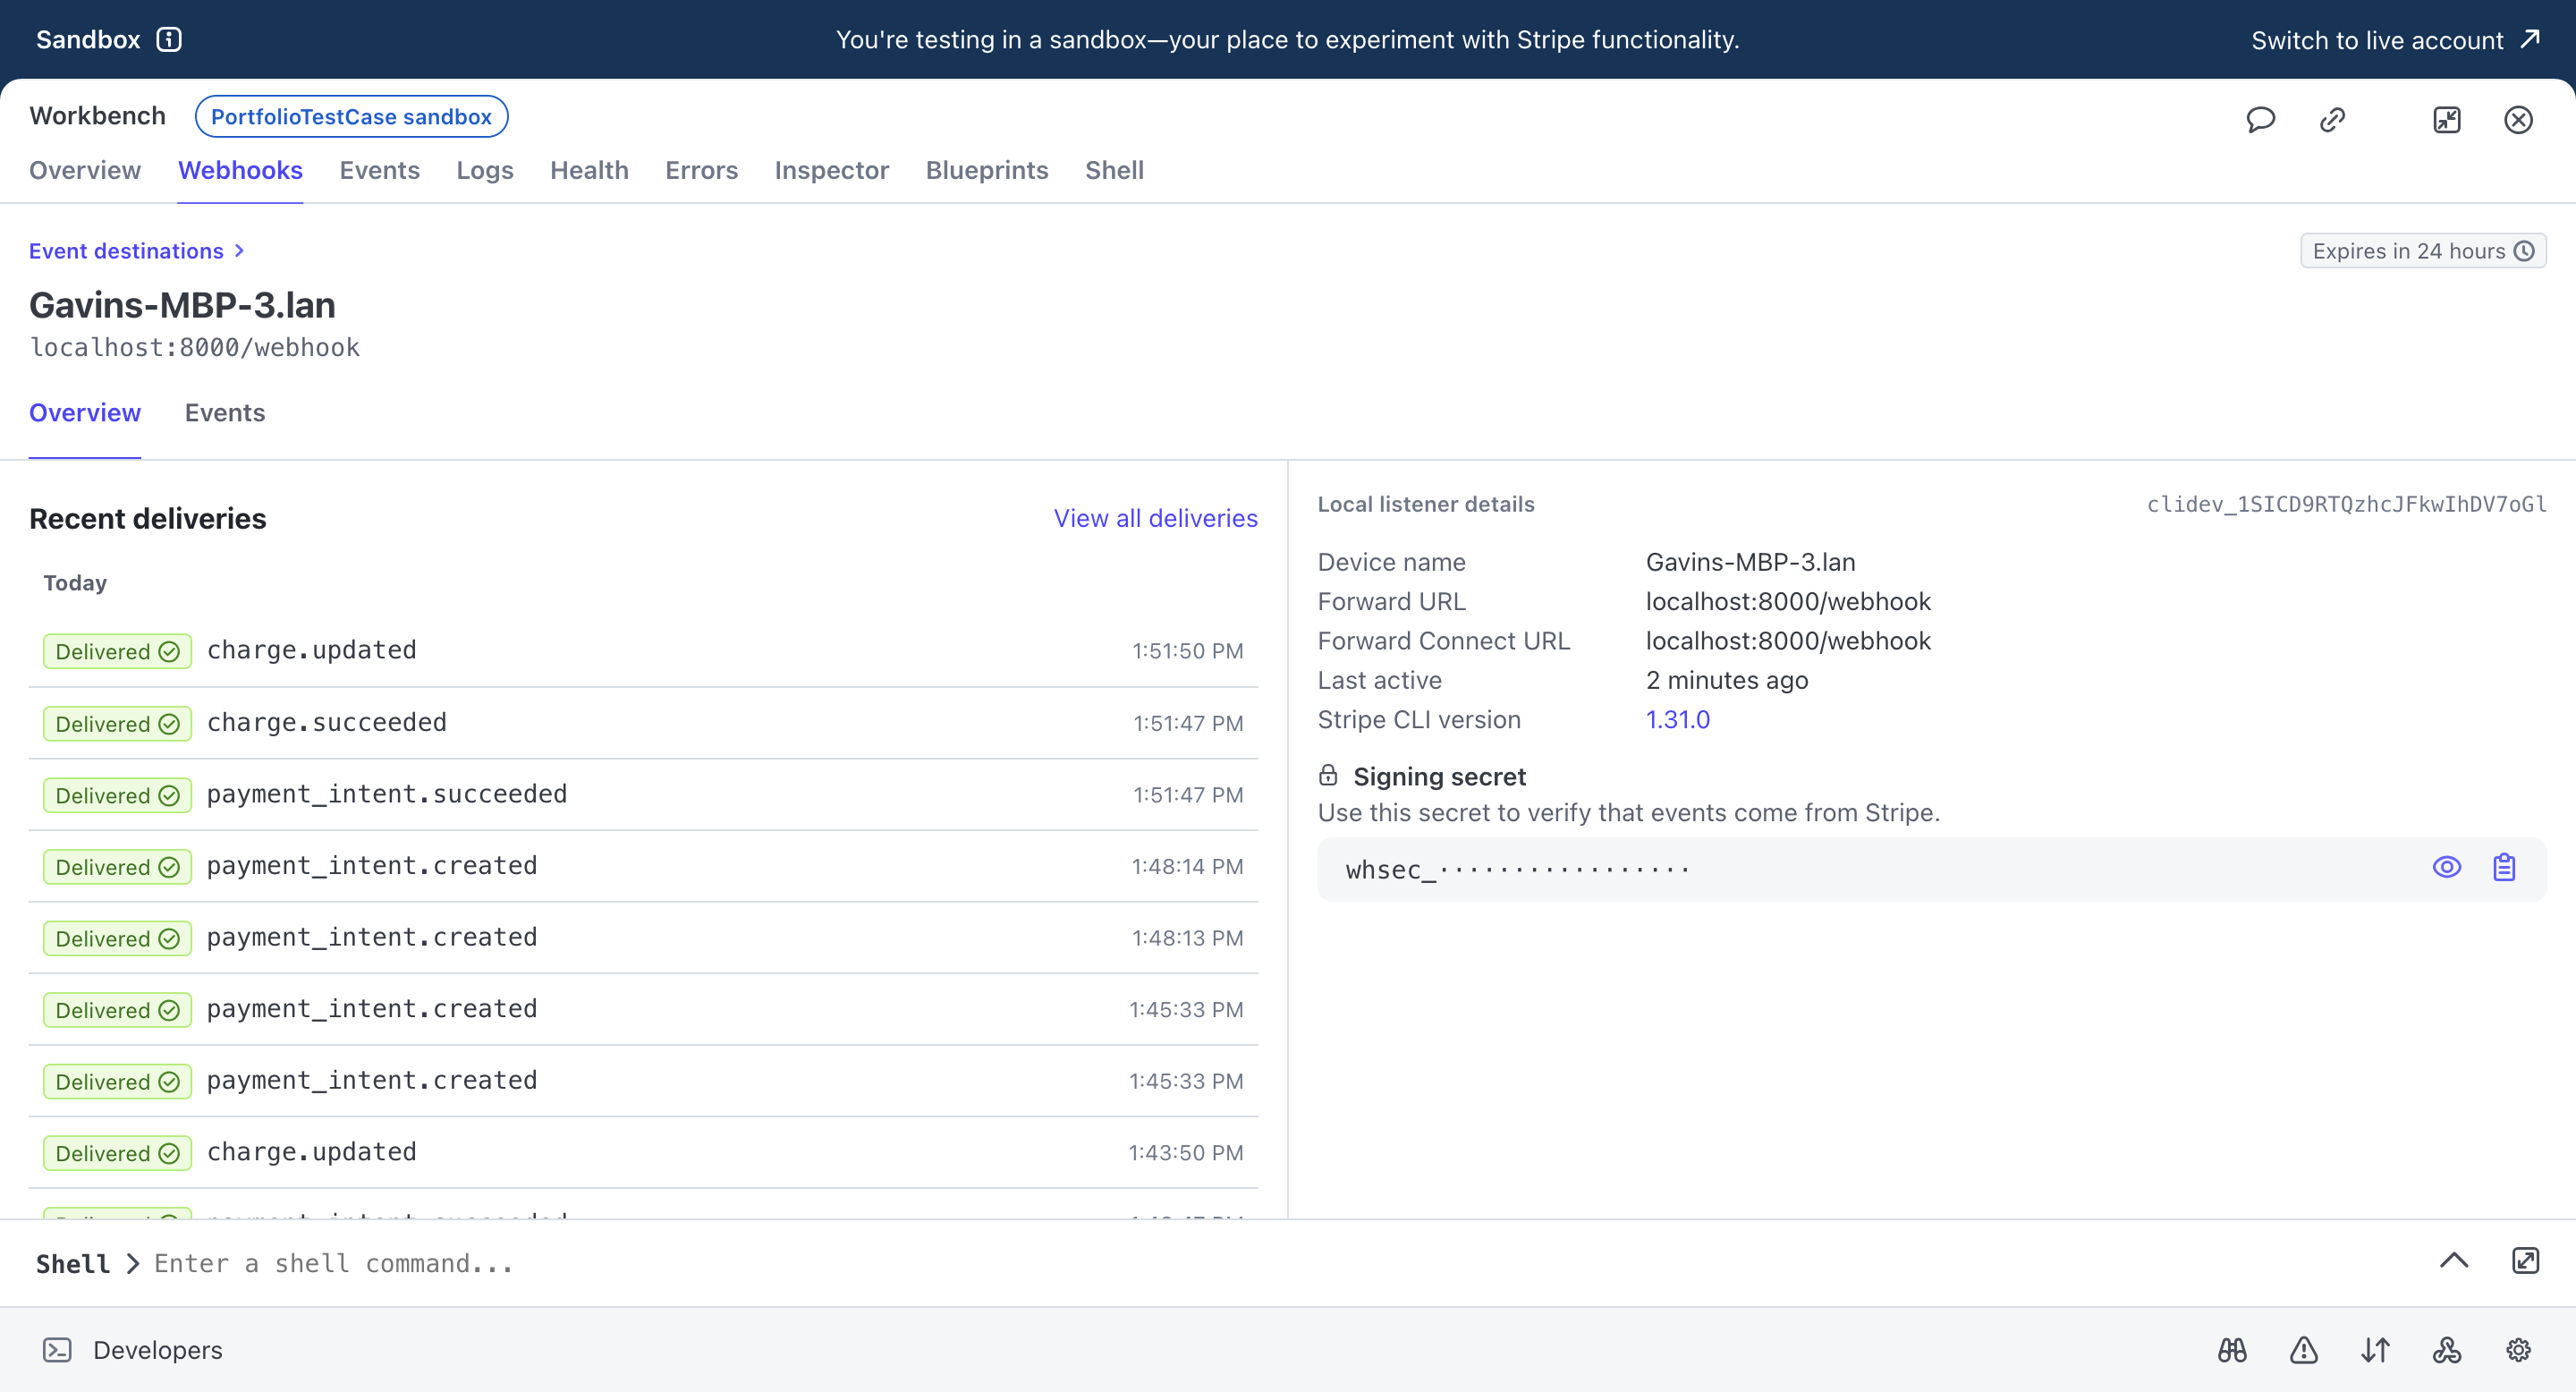 Sandbox
You're testing in a sandbox—your place to experiment with Stripe functionality.
Switch to live account
Workbench
PortfolioTestCase sandbox
Overview Webhooks Events Logs Health Errors Inspector Blueprints Shell
Event destinations
Expires in 24 hours
Gavins-MBP-3.lan
localhost:8000/webhook
Overview Events
Recent deliveries
View all deliveries
Today
Delivered charge.updated 1:51:50 PM
Delivered charge.succeeded 1:51:47 PM
Delivered payment_intent.succeeded 1:51:47 PM
Delivered payment_intent.created 1:48:14 PM
Delivered payment_intent.created 1:48:13 PM
Delivered payment_intent.created 1:45:33 PM
Delivered payment_intent.created 1:45:33 PM
Delivered charge.updated 1:43:50 PM
Local listener details
clidev_1SICD9RTQzhcJFkwIhDV7oGl
Device name Gavins-MBP-3.lan
Forward URL localhost:8000/webhook
Forward Connect URL localhost:8000/webhook
Last active 2 minutes ago
Stripe CLI version 1.31.0
Signing secret
Use this secret to verify that events come from Stripe.
whsec_·················
Shell Enter a shell command...
Developers